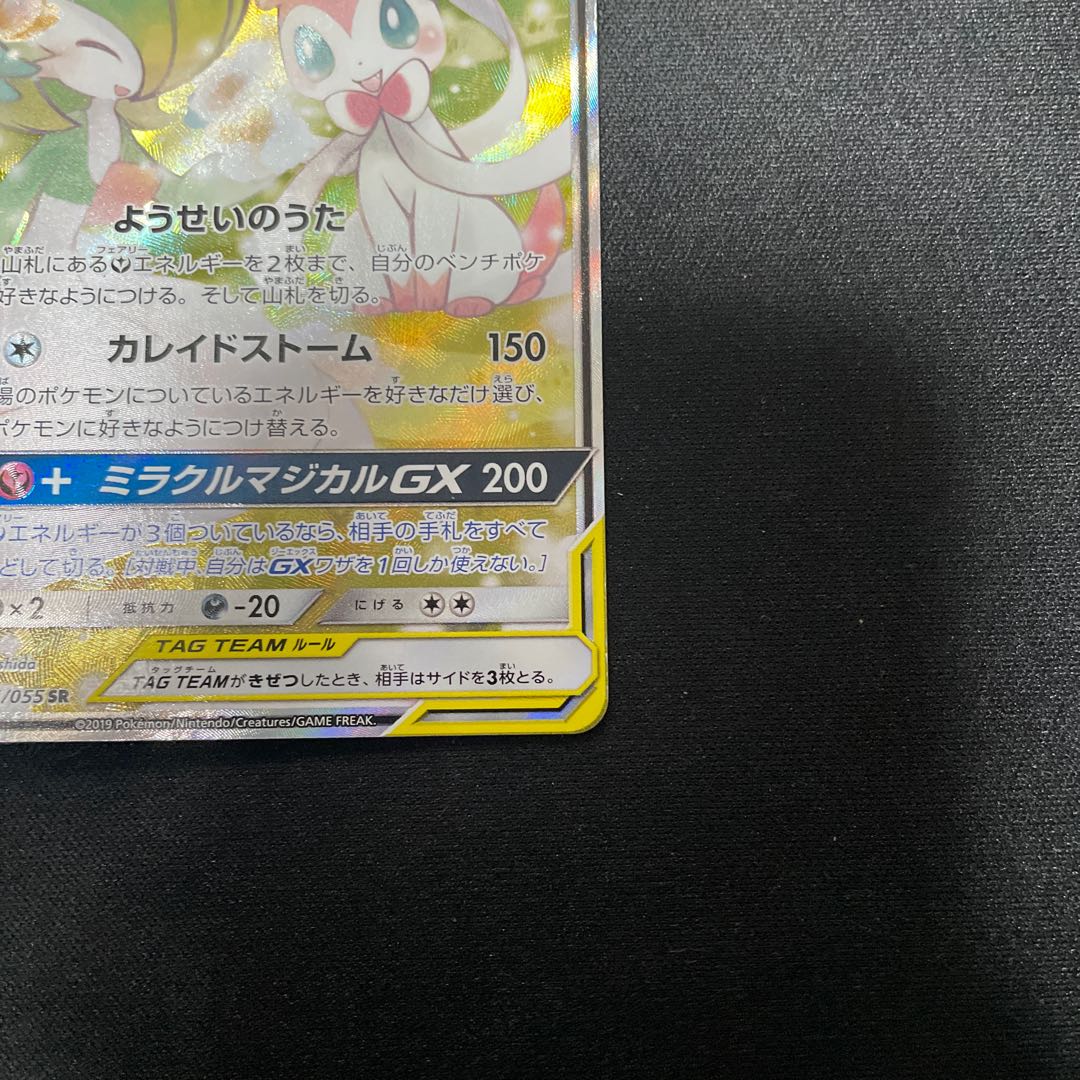 ようせいのうた
山札にあるエネルギーを2枚まで、自分のベンチポケ
好きなようにつける。そして山札を切る。
カレイドストーム 150
場のポケモンについているエネルギーを好きなだけ選び、
ポケモンに好きなようにつけ替える。
+ ミラクルマジカルGX 200
エネルギーが3個ついているなら、相手の手札をすべて
どして切る。[対戦中、自分はGXワザを1回しか使えない。]
×2 抵抗力 -20 にげる
TAG TEAM ルール
shida
TAG TEAMがきぜつしたとき、相手はサイドを3枚とる。
/055 SR
©2019 Pokémon/Nintendo/Creatures/GAME FREAK.